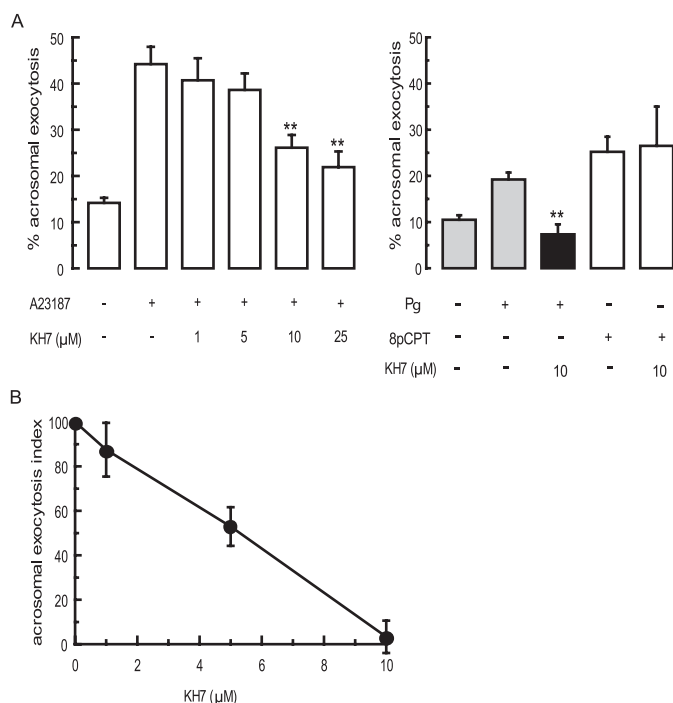 A
% acrosomal exocytosis
50
40
30
20
10
0
** **
A23187 - + + + + +
KH7 (µM) - - 1 5 10 25
% acrosomal exocytosis
50
40
30
20
10
0
**
Pg - + + - -
8pCPT - - - + +
KH7 (µM) - - 10 - 10
B
acrosomal exocytosis index
100
80
60
40
20
0
0 2 4 6 8 10
KH7 (µM)